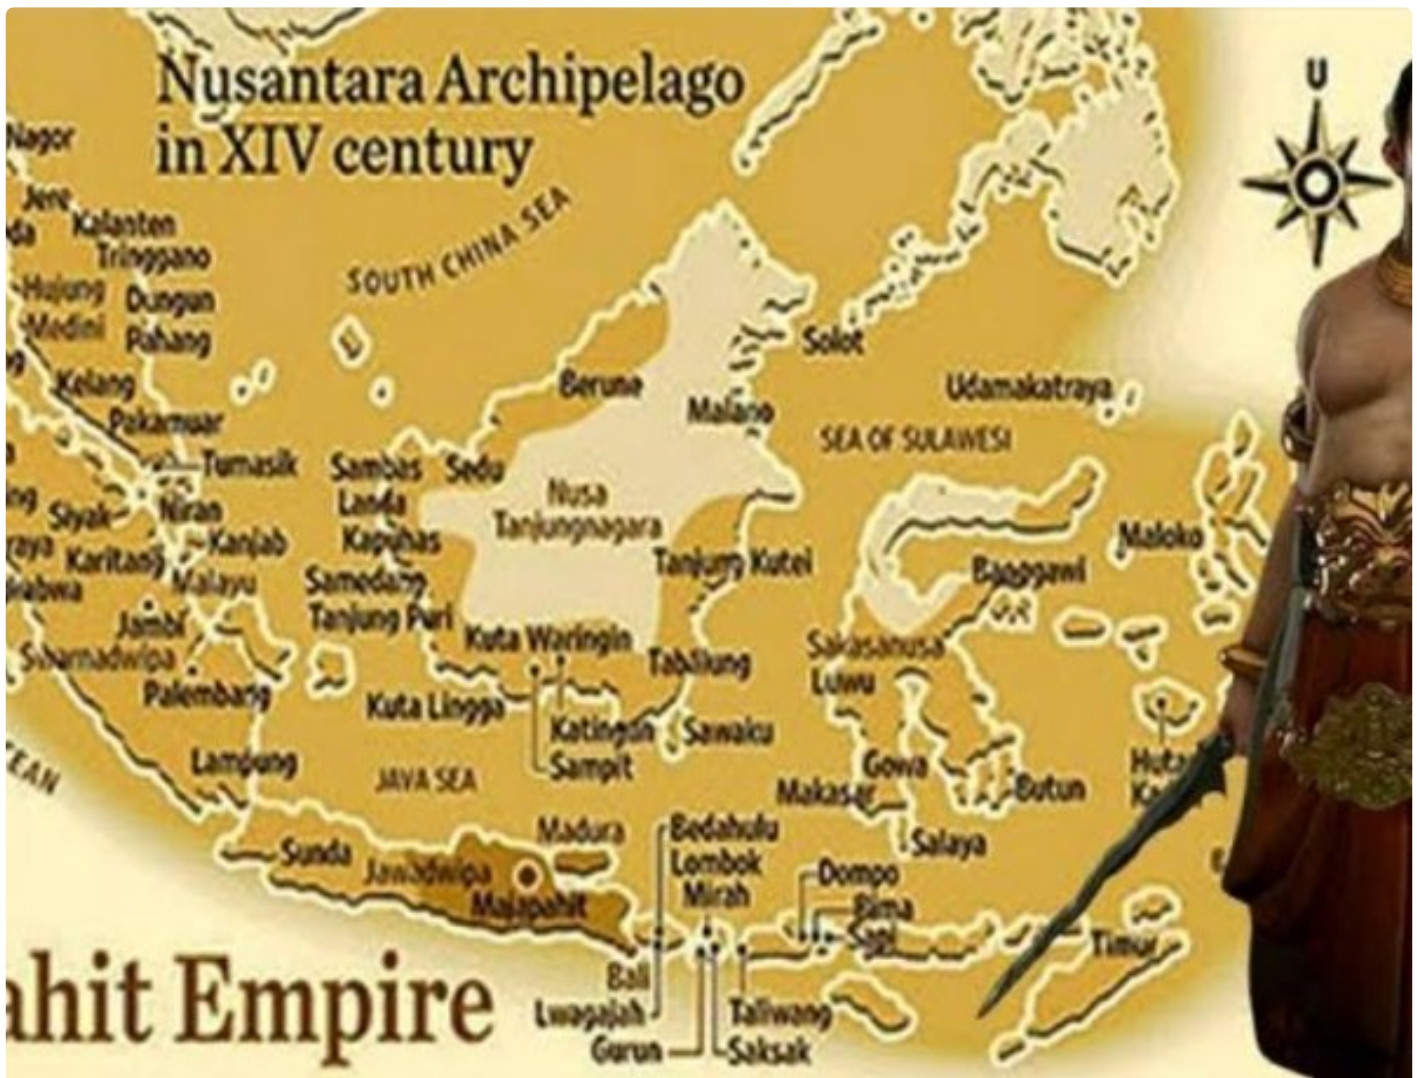 Nusantara Archipelago
in XIV century
U
SOUTH CHINA SEA
Nagor
Jere
da
Kalanten
Tringgano
Hujung
Medini
Dungun
Pahang
Kelang
Pakamuar
Tumasik
Siyak
Niran
Kanjab
Karitang
Malayu
Jambi
Swarnadwipa
Palembang
Lampung
Solot
Berune
Malano
Udamakatraya
SEA OF SULAWESI
Sambas
Sedu
Landa
Kapuhas
Nusa
Tanjungnagara
Samedang
Tanjung Puri
Tanjung Kutei
Kuta Waringin
Tabalung
Kuta Lingga
Katingan
Sampit
Sawaku
JAVA SEA
Maloko
Banggawi
Sakasanusa
Luwu
Gowa
Makasar
Butun
Salaya
Sunda
Jawadwipa
Majapahit
Madura
Bedahulu
Lombok
Mirah
Dompo
Bima
Timur
Bali
Lwagajah
Gurun
Taliwang
Saksak
ahit Empire